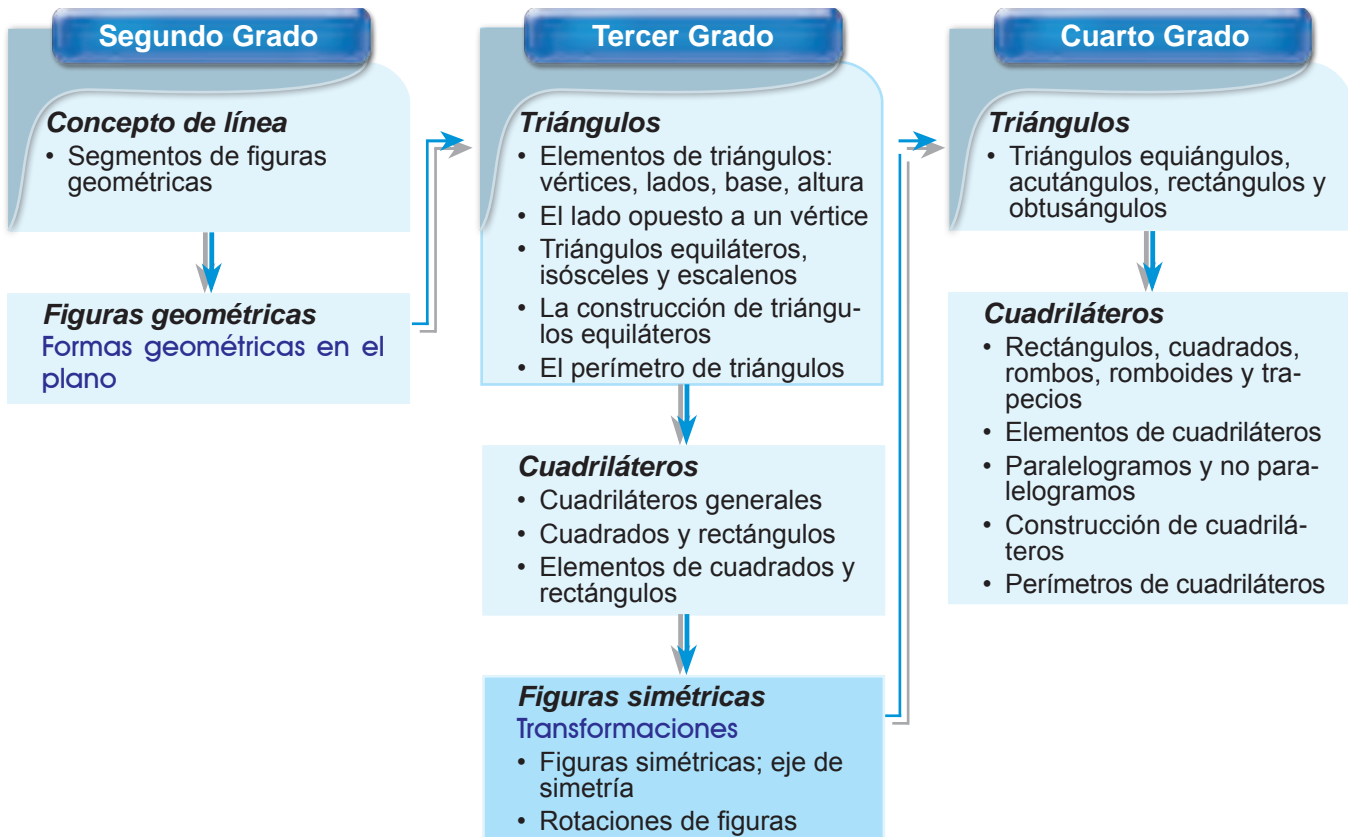 Segundo Grado
Concepto de línea
• Segmentos de figuras
geométricas
Figuras geométricas
Formas geométricas en el
plano
Tercer Grado
Triángulos
• Elementos de triángulos:
vértices, lados, base, altura
• El lado opuesto a un vértice
• Triángulos equiláteros,
isósceles y escalenos
• La construcción de triángu-
los equiláteros
• El perímetro de triángulos
Cuadriláteros
• Cuadriláteros generales
• Cuadrados y rectángulos
• Elementos de cuadrados y
rectángulos
Figuras simétricas
Transformaciones
• Figuras simétricas; eje de
simetría
• Rotaciones de figuras
Cuarto Grado
Triángulos
• Triángulos equiángulos,
acutángulos, rectángulos y
obtusángulos
Cuadriláteros
• Rectángulos, cuadrados,
rombos, romboides y tra-
pecios
• Elementos de cuadriláteros
• Paralelogramos y no para-
lelogramos
• Construcción de cuadrilá-
teros
• Perímetros de cuadriláteros